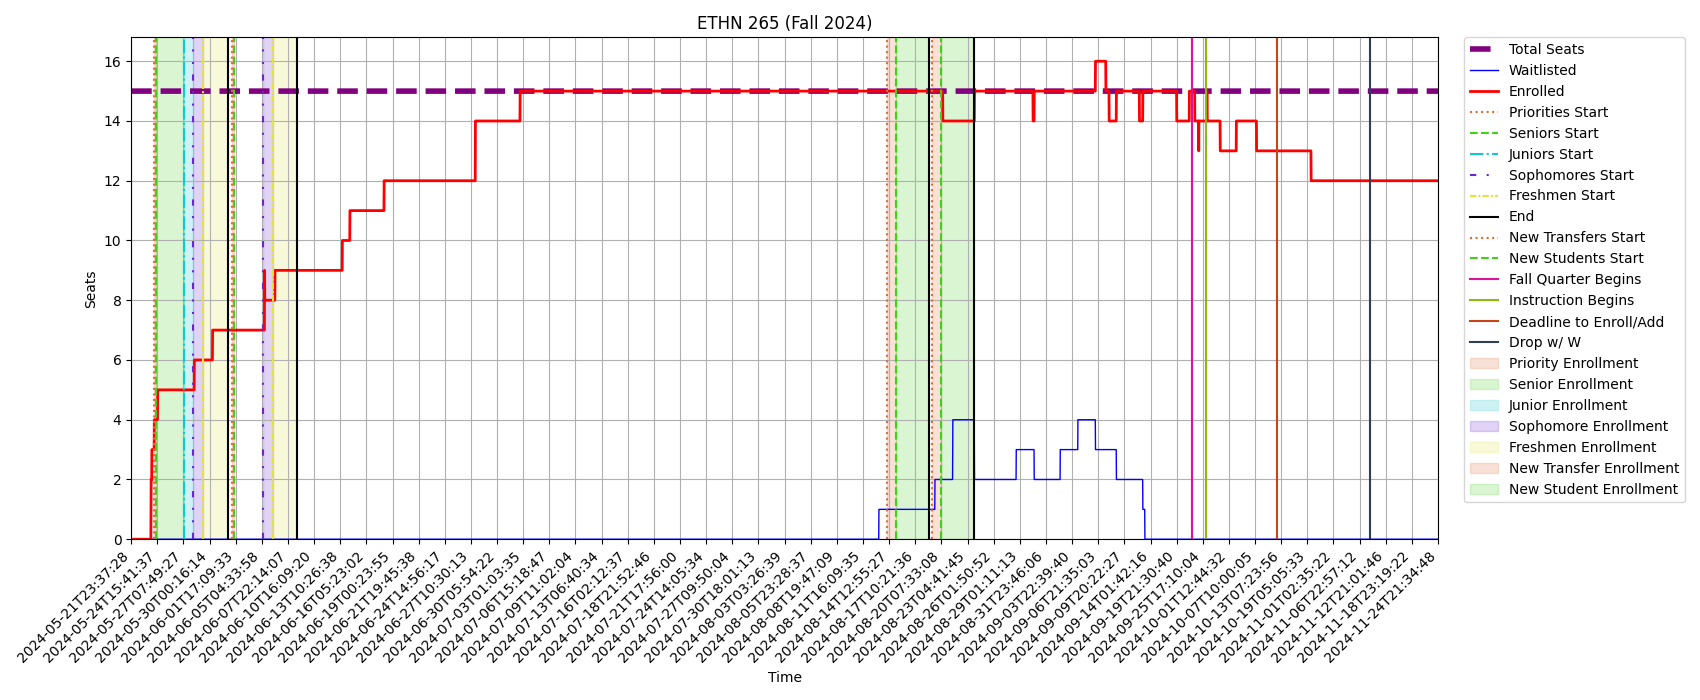 ETHN 265 (Fall 2024)
Seats
16
14
12
10
8
6
4
2
0
2024-05-21T23:37:28
2024-05-24T15:41:37
2024-05-27T07:49:27
2024-05-30T00:16:14
2024-06-01T17:09:33
2024-06-05T04:33:58
2024-06-07T22:14:07
2024-06-10T16:09:20
2024-06-13T10:26:38
2024-06-16T05:23:02
2024-06-19T00:23:55
2024-06-21T19:45:38
2024-06-24T14:56:17
2024-06-27T10:30:13
2024-06-30T05:54:22
2024-07-03T01:03:35
2024-07-06T15:18:47
2024-07-09T11:02:04
2024-07-13T06:40:34
2024-07-16T02:12:37
2024-07-18T21:52:46
2024-07-21T17:56:00
2024-07-24T14:05:34
2024-07-27T09:50:04
2024-07-30T18:01:13
2024-08-03T03:26:39
2024-08-05T23:28:37
2024-08-08T19:47:09
2024-08-11T16:09:35
2024-08-14T12:55:27
2024-08-17T10:21:36
2024-08-20T07:33:08
2024-08-23T04:41:45
2024-08-26T01:50:52
2024-08-29T01:11:13
2024-08-31T23:46:06
2024-09-03T22:39:40
2024-09-06T21:35:03
2024-09-09T20:22:27
2024-09-14T01:42:16
2024-09-19T21:30:40
2024-09-25T17:10:04
2024-10-01T12:44:32
2024-10-07T10:00:05
2024-10-13T07:23:56
2024-10-19T05:05:33
2024-11-01T02:35:22
2024-11-06T22:57:12
2024-11-12T21:01:46
2024-11-18T23:19:22
2024-11-24T21:34:48
Time
Total Seats
Waitlisted
Enrolled
Priorities Start
Seniors Start
Juniors Start
Sophomores Start
Freshmen Start
End
New Transfers Start
New Students Start
Fall Quarter Begins
Instruction Begins
Deadline to Enroll/Add
Drop w/ W
Priority Enrollment
Senior Enrollment
Junior Enrollment
Sophomore Enrollment
Freshmen Enrollment
New Transfer Enrollment
New Student Enrollment